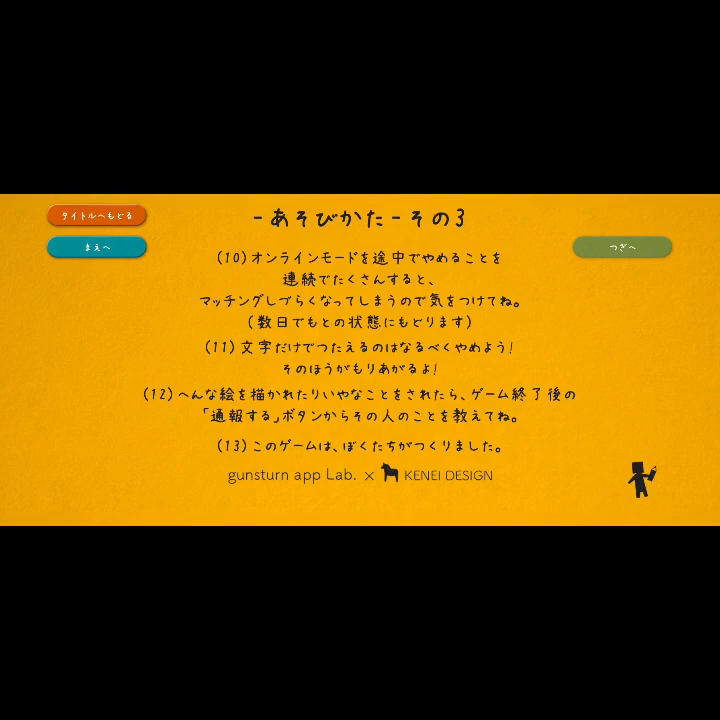 タイトルへもどる
-あそびかた-その3
まえへ
つぎへ
(10)オンラインモードを途中でやめることを
連続でたくさんすると、
マッチングしづらくなってしまうので気をつけてね。
(数日でもとの状態にもどります)
(11)文字だけでつたえるのはなるべくやめよう!
そのほうがもりあがるよ!
(12)へんな絵を描かれたりいやなことをされたら、ゲーム終了後の
「通報する」ボタンからその人のことを教えてね。
(13)このゲームは、ぼくたちがつくりました。
gunsturn app Lab. × KENEI DESIGN